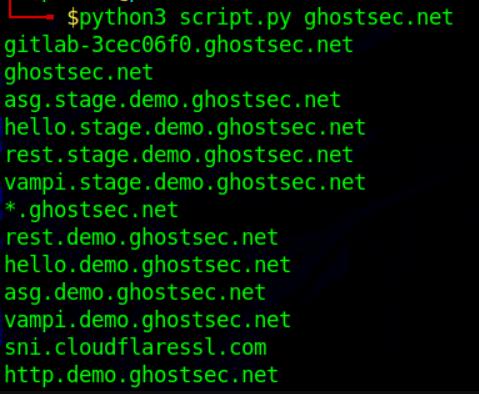 $python3 script.py ghostsec.net
gitlab-3cec06f0.ghostsec.net
ghostsec.net
asg.stage.demo.ghostsec.net
hello.stage.demo.ghostsec.net
rest.stage.demo.ghostsec.net
vampi.stage.demo.ghostsec.net
*.ghostsec.net
rest.demo.ghostsec.net
hello.demo.ghostsec.net
asg.demo.ghostsec.net
vampi.demo.ghostsec.net
sni.cloudflaressl.com
http.demo.ghostsec.net